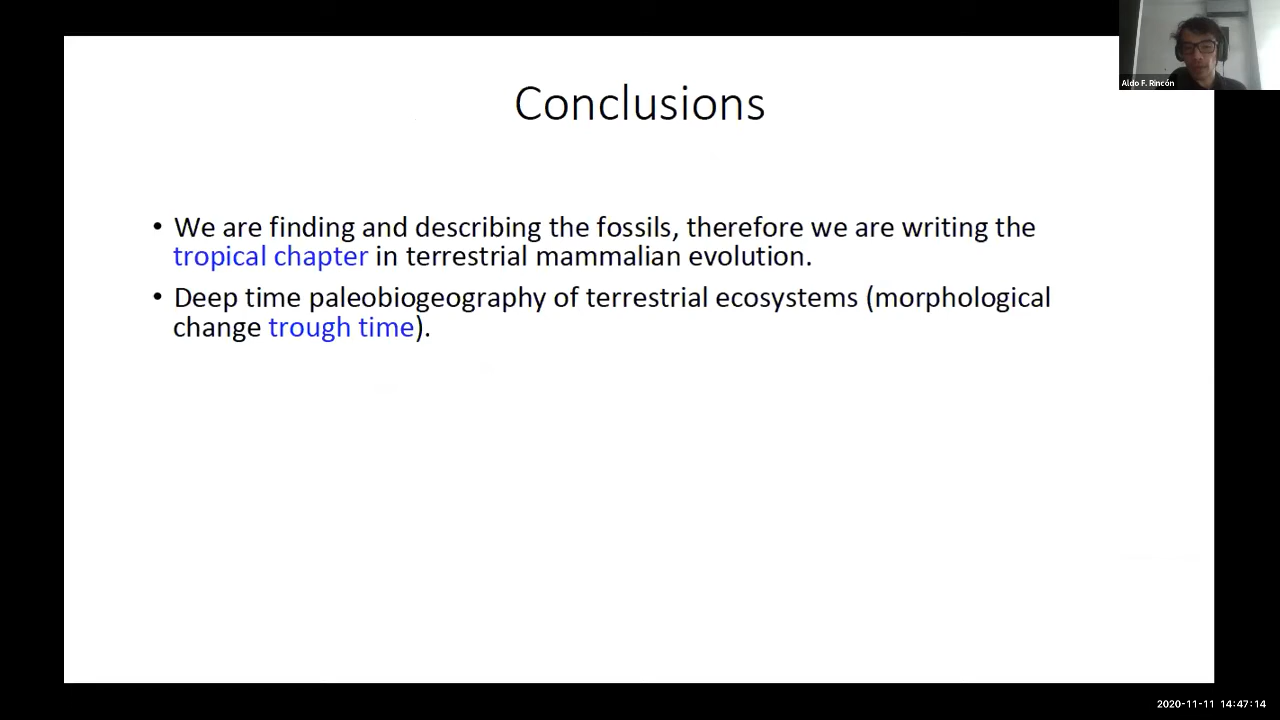 Aldo F. Rincón
Conclusions
• We are finding and describing the fossils, therefore we are writing the
tropical chapter in terrestrial mammalian evolution.
• Deep time paleobiogeography of terrestrial ecosystems (morphological
change trough time).
2020-11-11 14:47:14